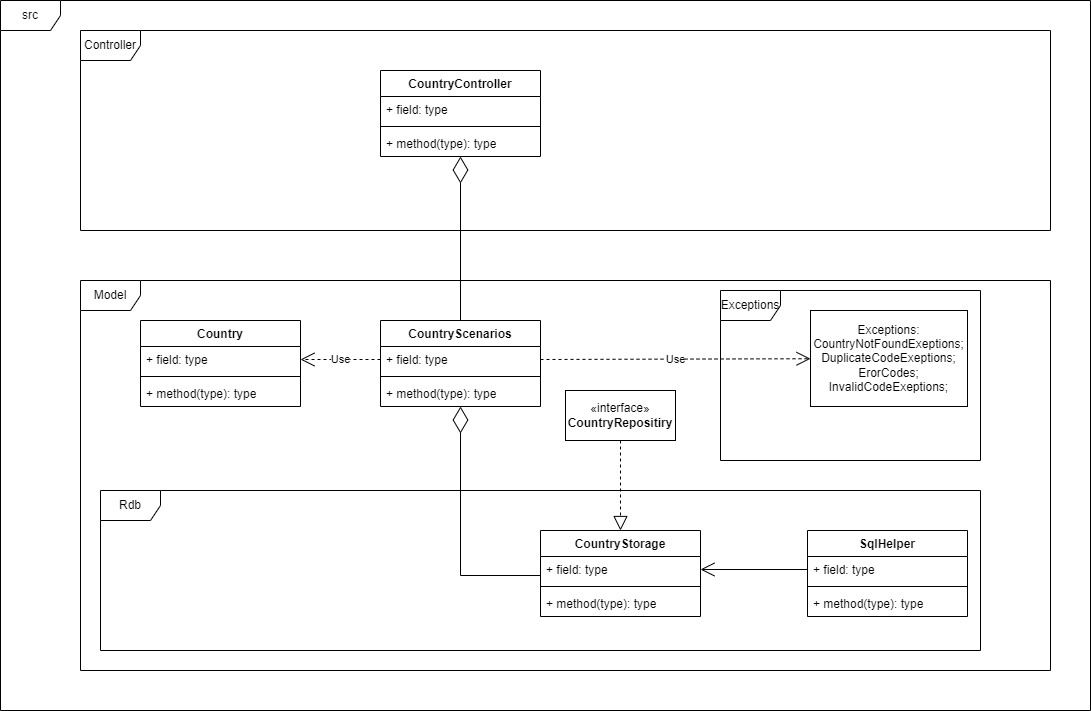 src
Controller
CountryController
+ field: type
+ method(type): type
Model
Exceptions
Country
+ field: type
+ method(type): type
Use
CountryScenarios
+ field: type
+ method(type): type
Use
Exceptions:
CountryNotFoundExeptions;
DuplicateCodeExeptions;
ErorCodes;
InvalidCodeExeptions;
«interface»
CountryRepositiry
Rdb
CountryStorage
+ field: type
+ method(type): type
SqlHelper
+ field: type
+ method(type): type